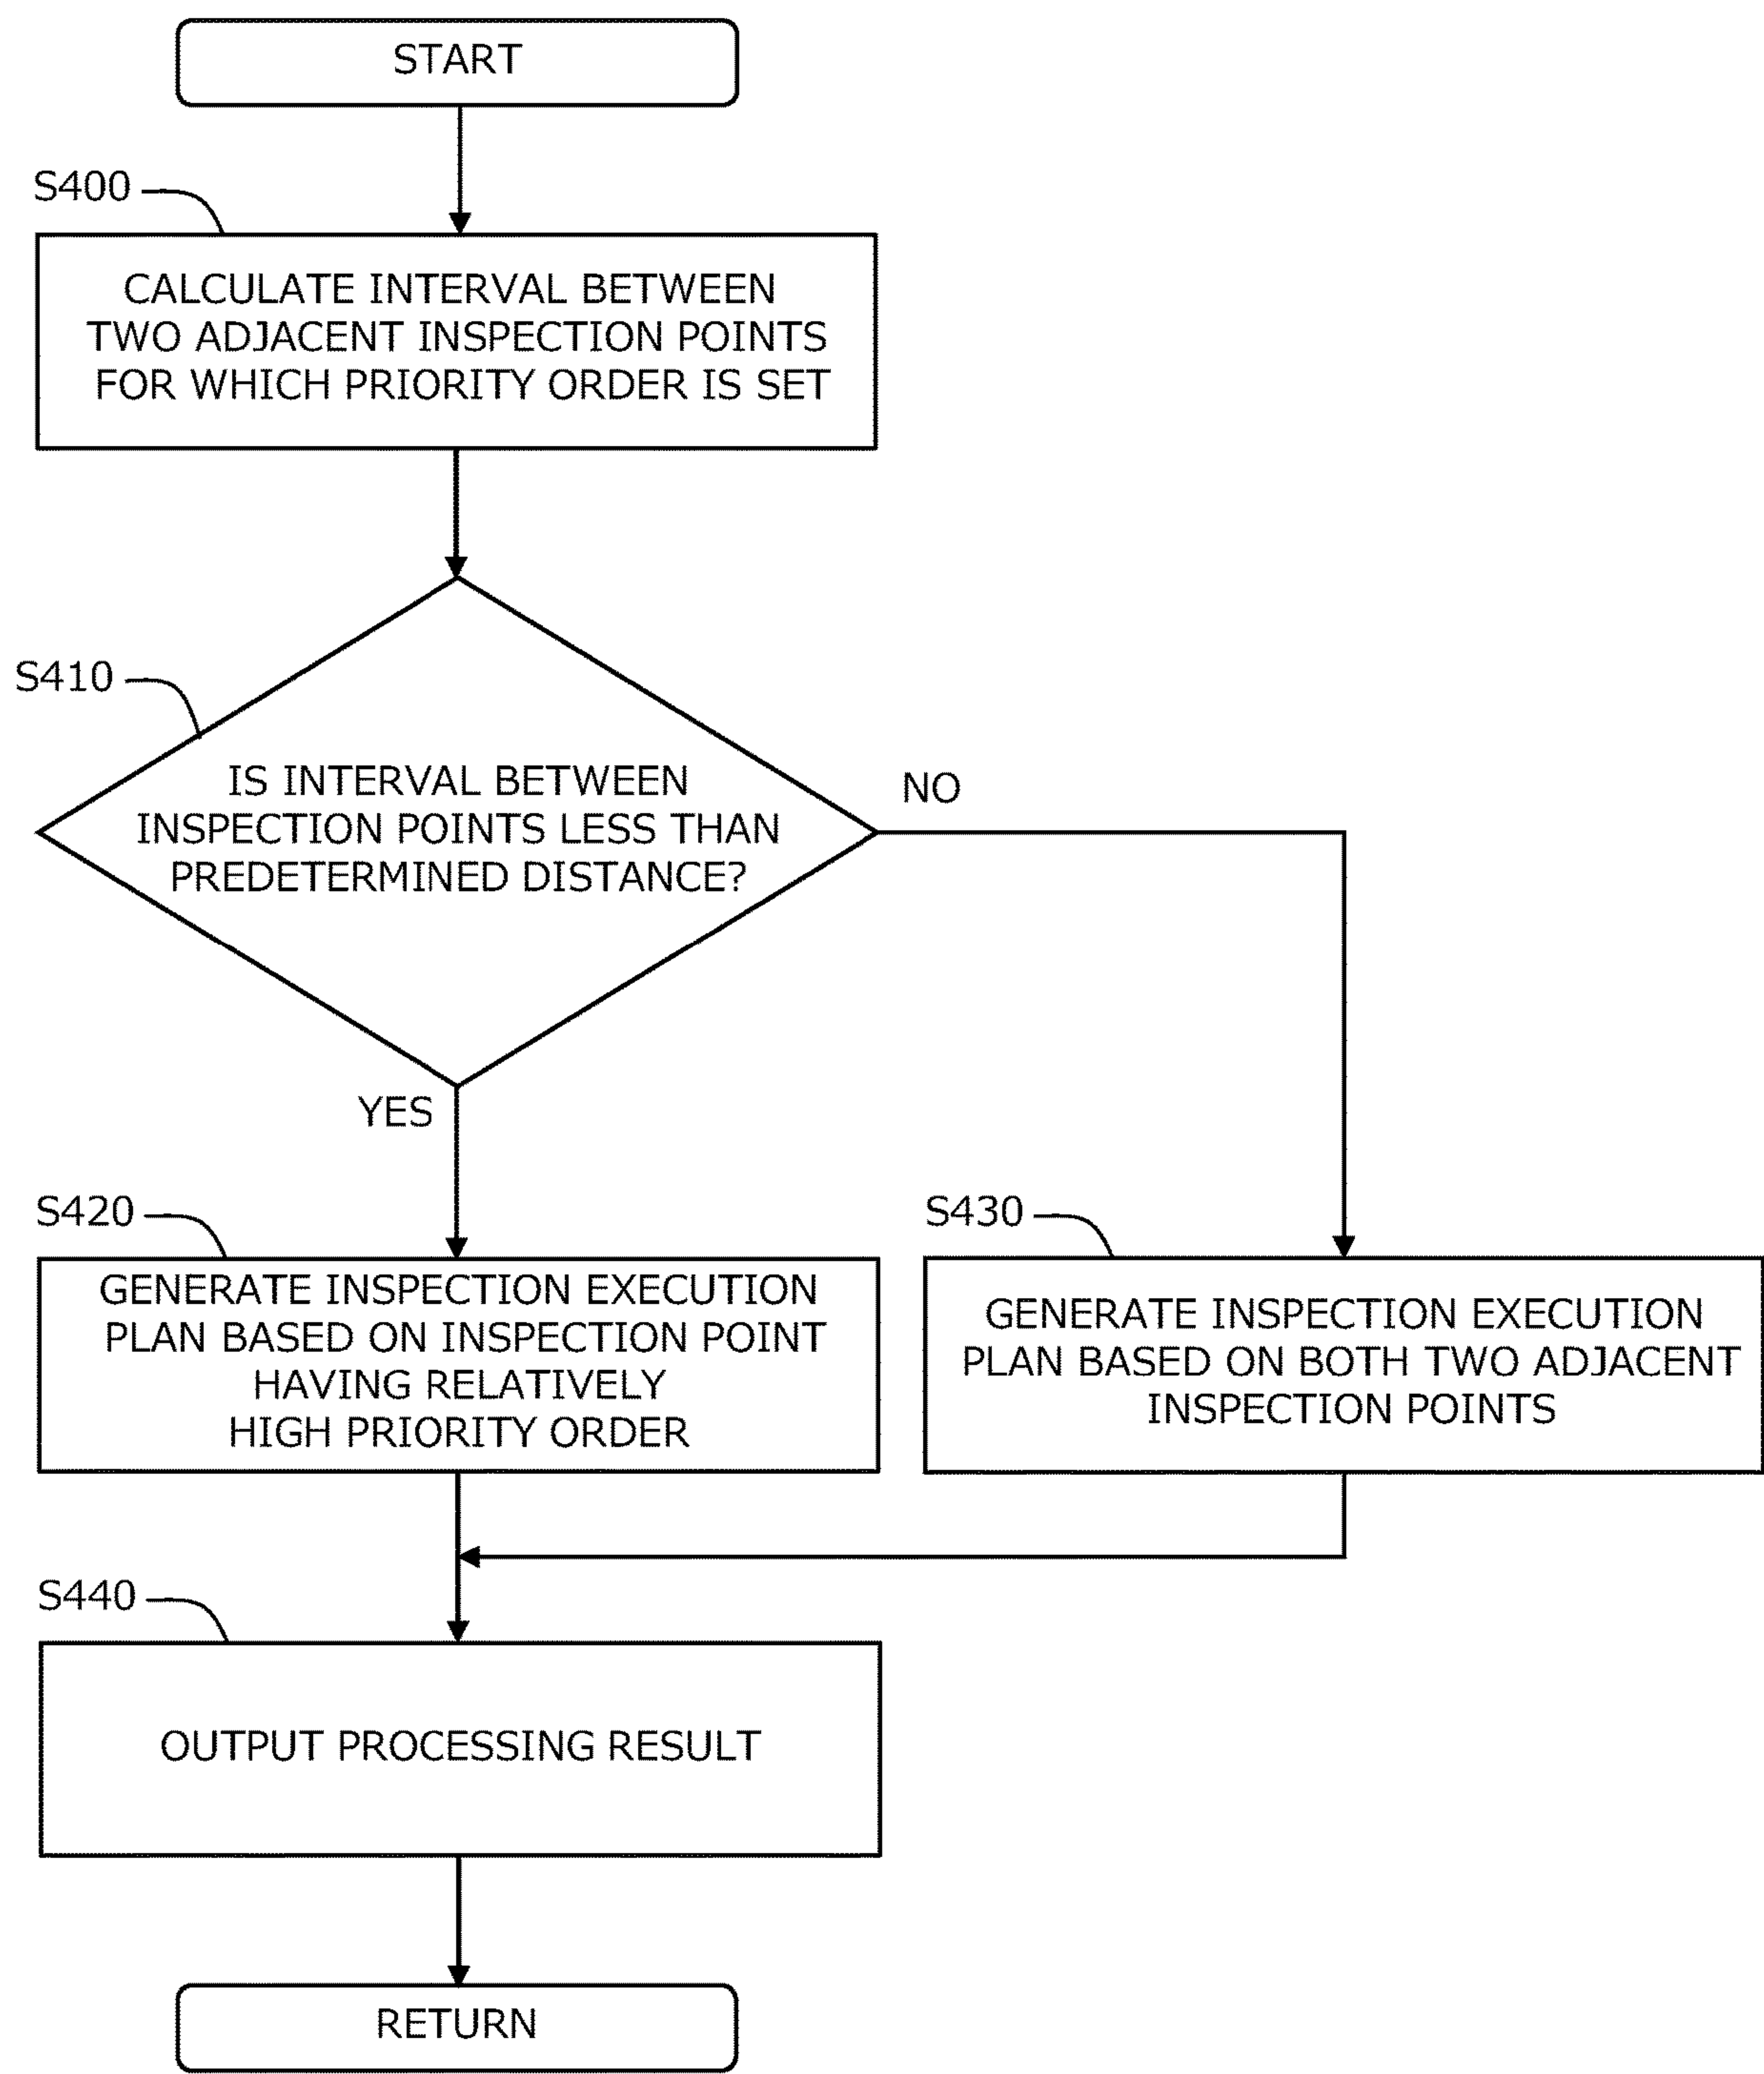 START
S400
CALCULATE INTERVAL BETWEEN
TWO ADJACENT INSPECTION POINTS
FOR WHICH PRIORITY ORDER IS SET
S410
IS INTERVAL BETWEEN
INSPECTION POINTS LESS THAN
PREDETERMINED DISTANCE?
NO
YES
S420
GENERATE INSPECTION EXECUTION
PLAN BASED ON INSPECTION POINT
HAVING RELATIVELY
HIGH PRIORITY ORDER
S430
GENERATE INSPECTION EXECUTION
PLAN BASED ON BOTH TWO ADJACENT
INSPECTION POINTS
S440
OUTPUT PROCESSING RESULT
RETURN